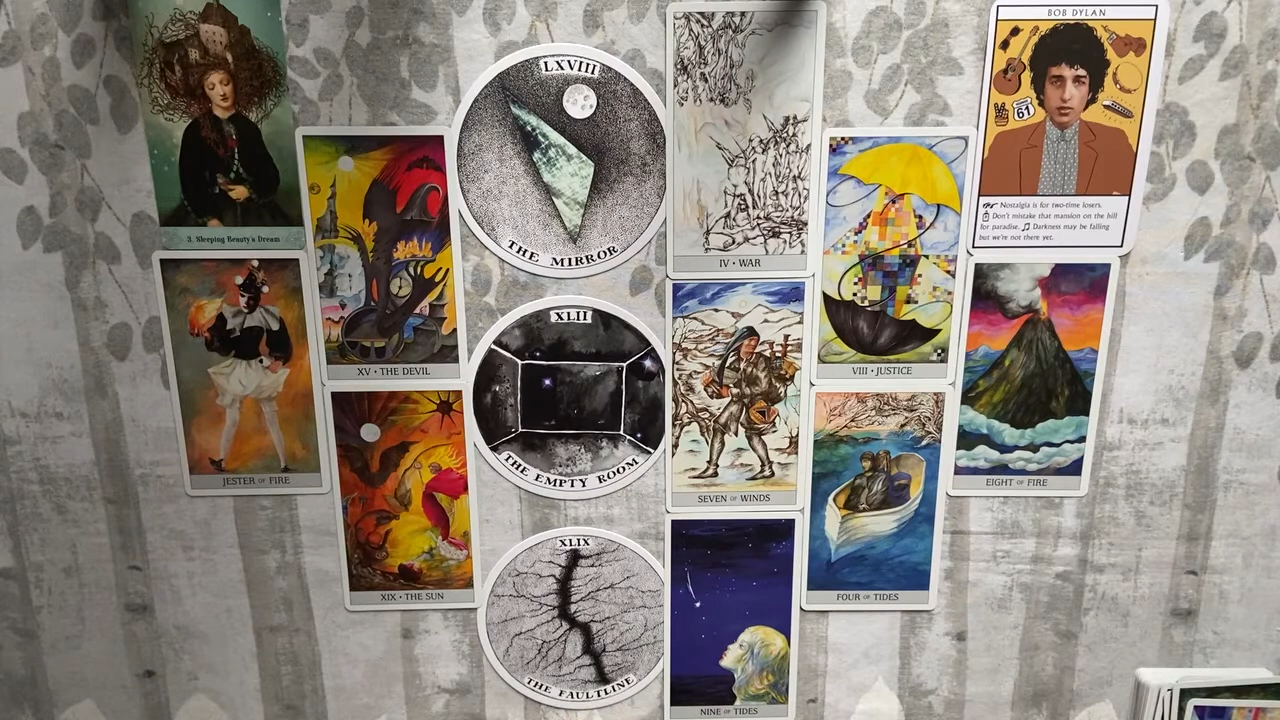 3. Sleeping Beauty's Dream
JESTER OF FIRE
XV • THE DEVIL
XIX • THE SUN
LXVIII
THE MIRROR
XLII
THE EMPTY ROOM
XLIX
THE FAULTLINE
IV • WAR
SEVEN OF WINDS
NINE OF TIDES
VIII • JUSTICE
FOUR OF TIDES
BOB DYLAN
61
Nostalgia is for two-time losers.
Don't mistake that mansion on the hill
for paradise. Darkness may be falling
but we're not there yet.
EIGHT OF FIRE